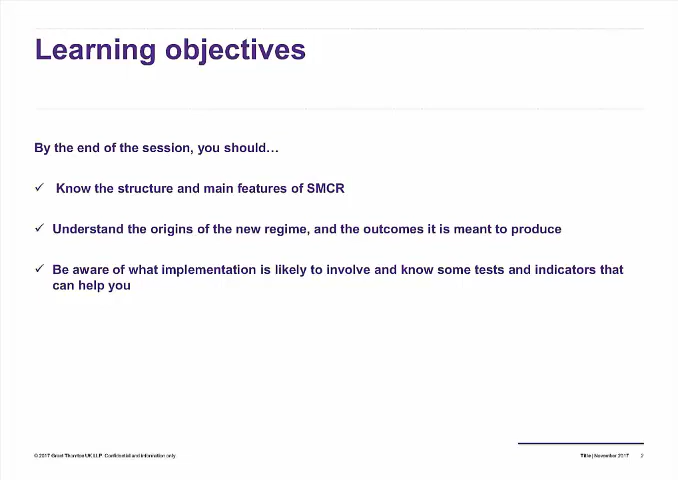 Learning objectives
By the end of the session, you should…
✓ Know the structure and main features of SMCR
✓ Understand the origins of the new regime, and the outcomes it is meant to produce
✓ Be aware of what implementation is likely to involve and know some tests and indicators that
can help you
© 2017 Grant Thornton UK LLP. Confidential and information only.
Title | November 2017 2